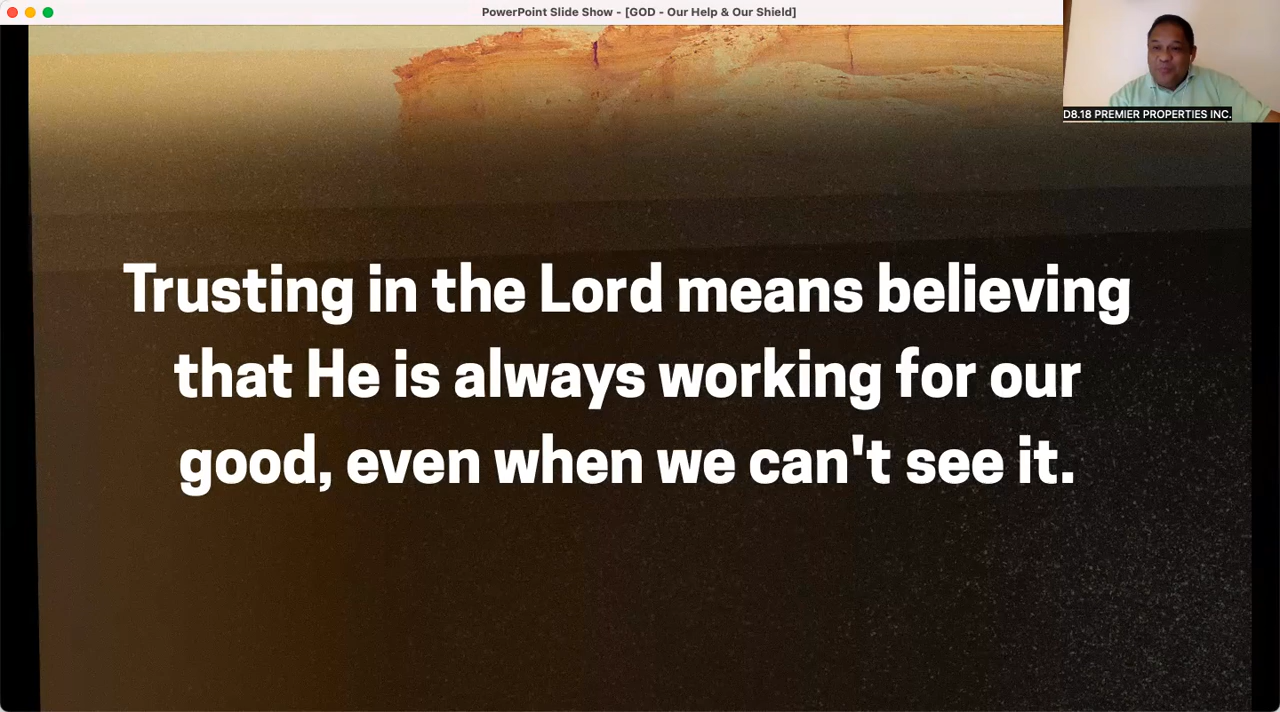 PowerPoint Slide Show - [GOD - Our Help & Our Shield]
D8.18 PREMIER PROPERTIES INC.
Trusting in the Lord means believing
that He is always working for our
good, even when we can't see it.